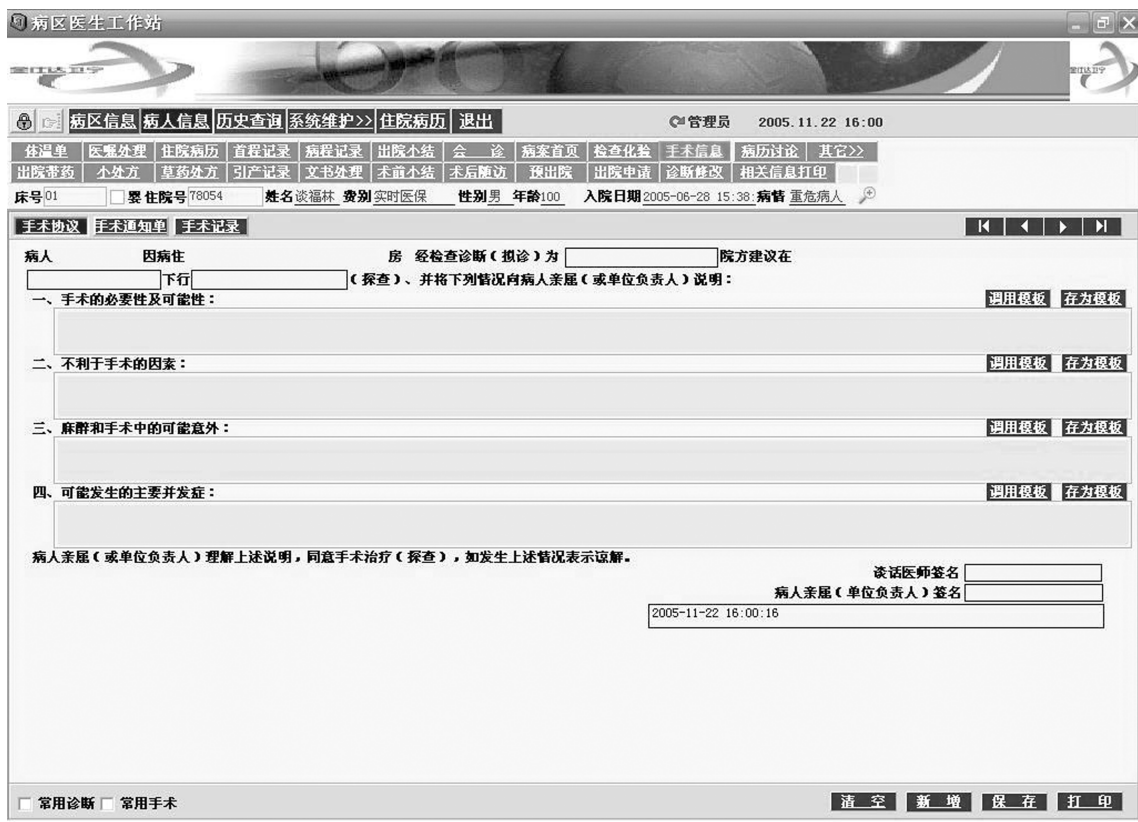 病区医生工作站
金仕达卫宁 金仕达卫宁
病区信息 病人信息 历史查询 系统维护>> 住院病历 退出 管理员 2005.11.22 16:00
体温单 医嘱处理 住院病历 首程记录 病程记录 出院小结 会 诊 病案首页 检查化验 手术信息 病历讨论 其它>>
出院带药 小处方 草药处方 引产记录 文书处理 术前小结 术后随访 预出院 出院申请 诊断修改 相关信息打印
床号 01 婴 住院号 78054 姓名 谈福林 费别 实时医保 性别 男 年龄 100 入院日期 2005-06-28 15:38: 病情 重危病人
手术协议 手术通知单 手术记录
病人 因病住 房 经检查诊断(拟诊)为 院方建议在
下行 (探查)、并将下列情况向病人亲属(或单位负责人)说明:
一、手术的必要性及可能性: 调用模板 存为模板
二、不利于手术的因素: 调用模板 存为模板
三、麻醉和手术中的可能意外: 调用模板 存为模板
四、可能发生的主要并发症: 调用模板 存为模板
病人亲属(或单位负责人)理解上述说明,同意手术治疗(探查),如发生上述情况表示谅解。
谈话医师签名
病人亲属(单位负责人)签名
2005-11-22 16:00:16
常用诊断 常用手术 清 空 新 增 保 存 打 印